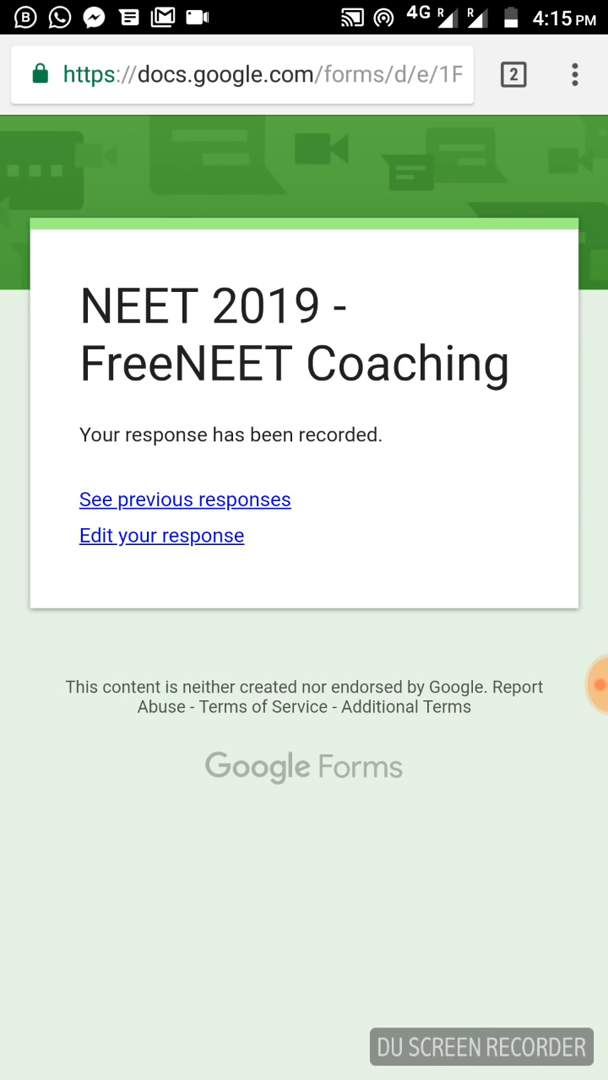 B 4G R R 4:15 PM
https://docs.google.com/forms/d/e/1F 2
NEET 2019 -
FreeNEET Coaching
Your response has been recorded.
See previous responses
Edit your response
This content is neither created nor endorsed by Google. Report
Abuse - Terms of Service - Additional Terms
Google Forms
DU SCREEN RECORDER